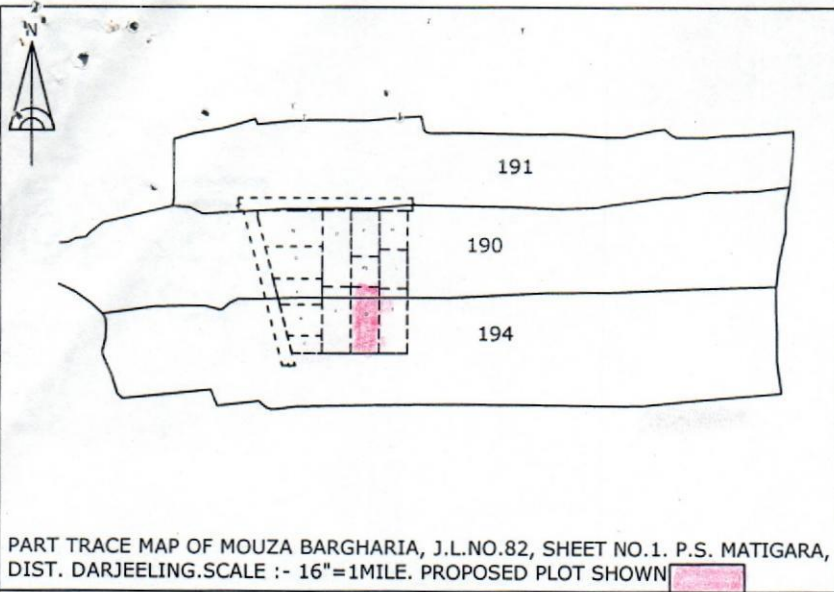 N
191
190
194
PART TRACE MAP OF MOUZA BARGHARIA, J.L.NO.82, SHEET NO.1. P.S. MATIGARA,
DIST. DARJEELING.SCALE :- 16"=1MILE. PROPOSED PLOT SHOWN